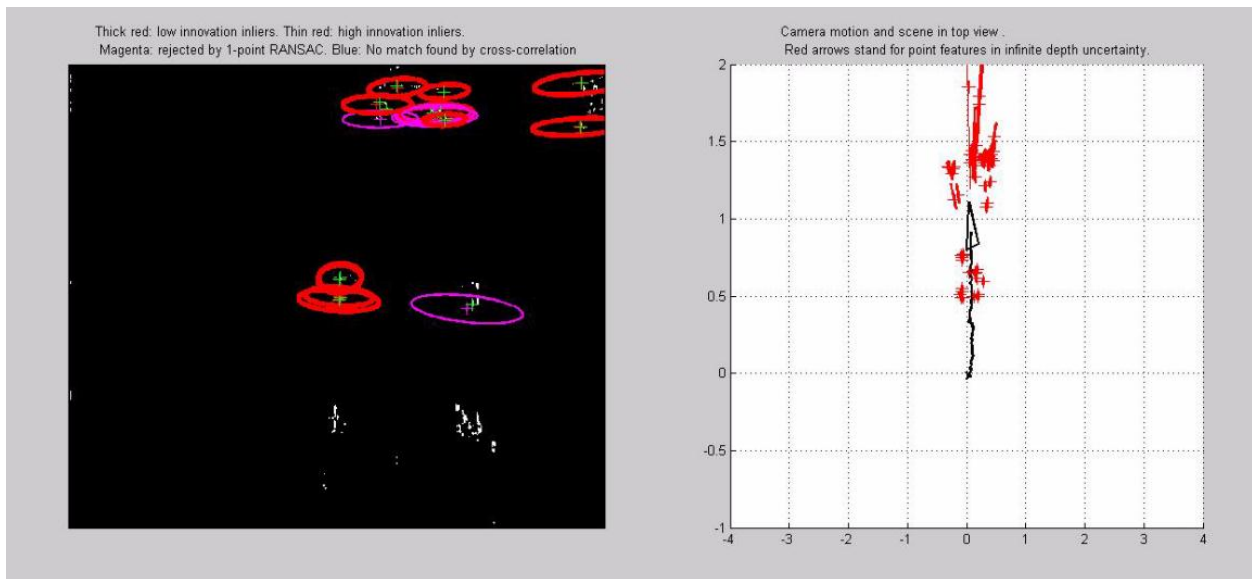 Thick red: low innovation inliers. Thin red: high innovation inliers.
Magenta: rejected by 1-point RANSAC. Blue: No match found by cross-correlation
Camera motion and scene in top view .
Red arrows stand for point features in infinite depth uncertainty.
2
1.5
1
0.5
0
-0.5
-1
-4 -3 -2 -1 0 1 2 3 4